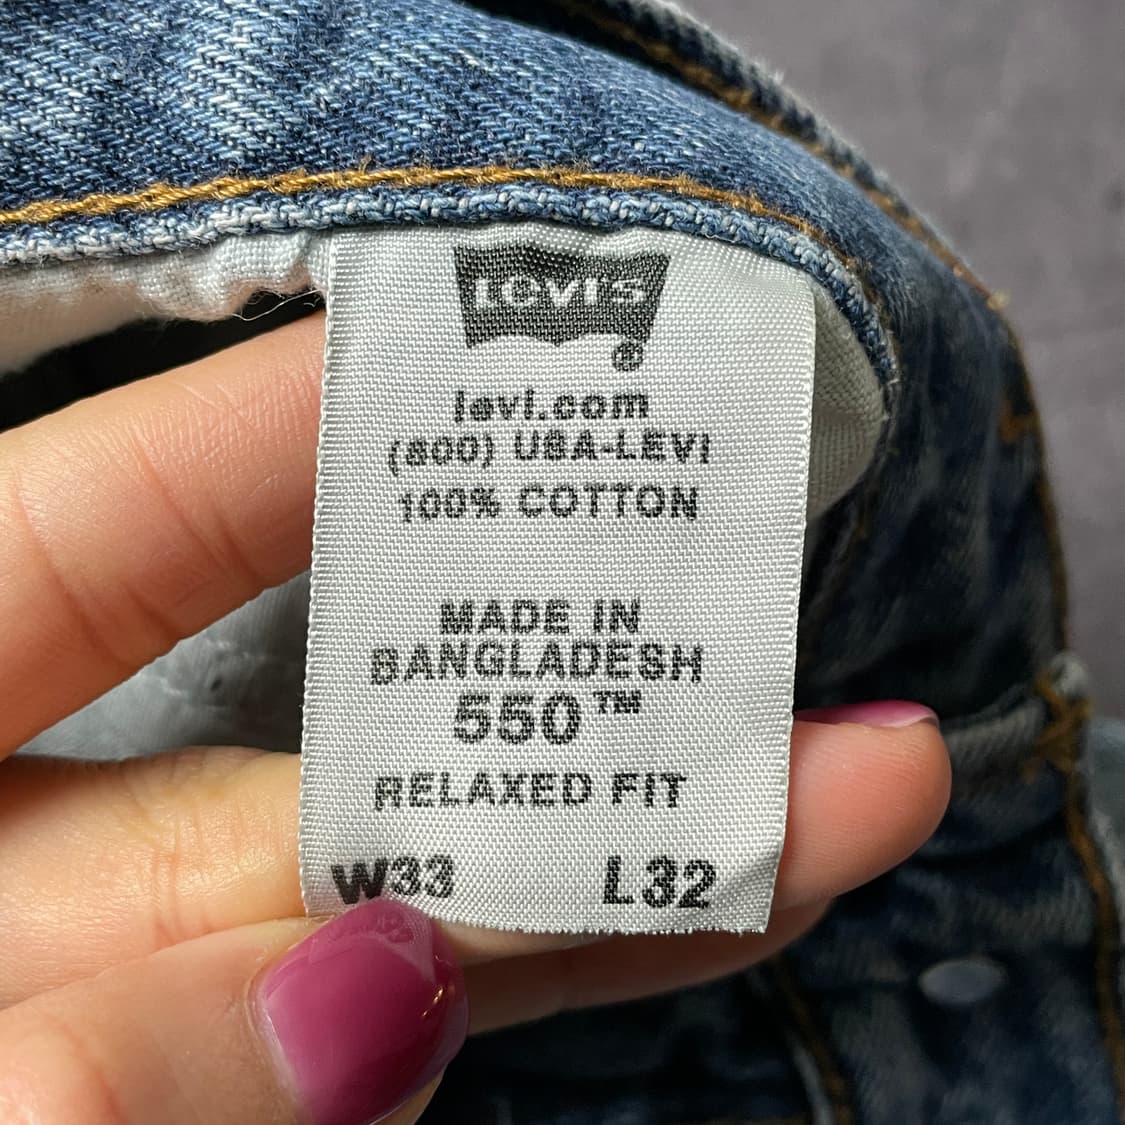 Levi's
®
levi.com
(800) USA-LEVI
100% COTTON
MADE IN
BANGLADESH
550™
RELAXED FIT
W33 L32